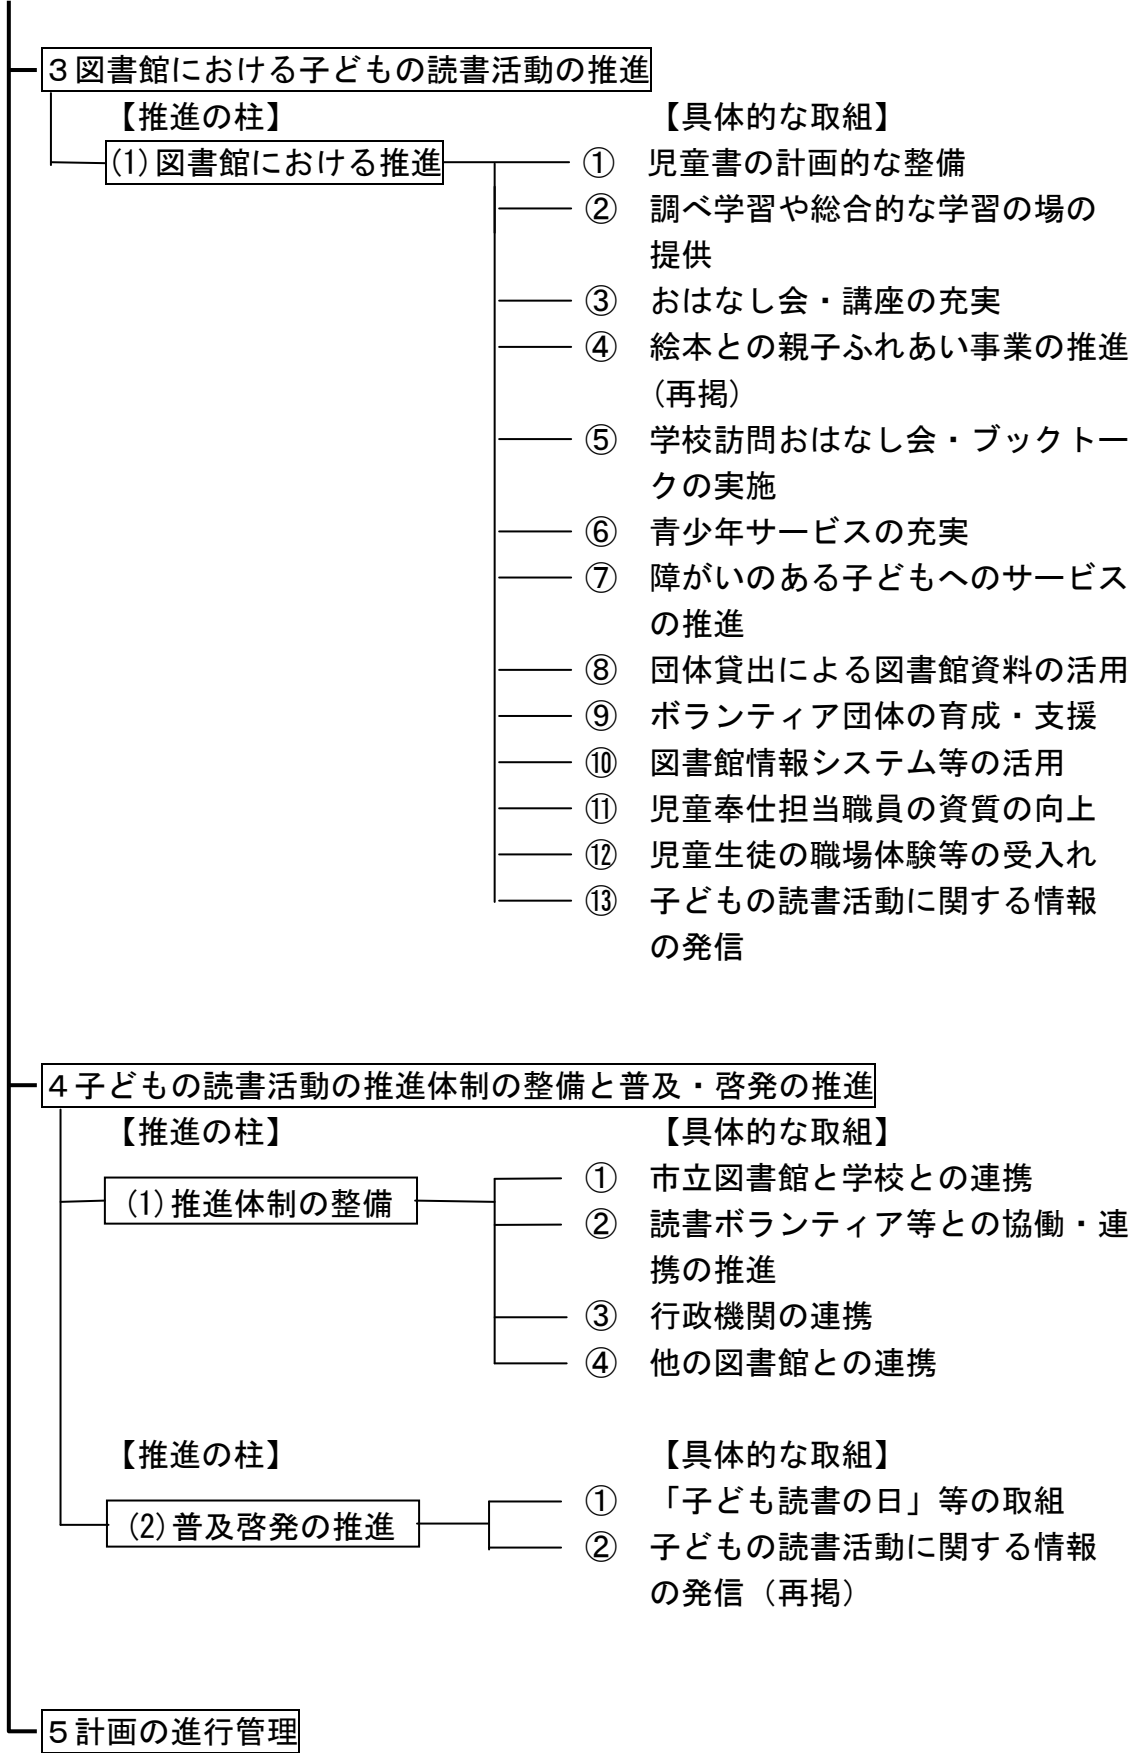 ３図書館における子どもの読書活動の推進
【推進の柱】　【具体的な取組】
(1)図書館における推進　①　児童書の計画的な整備
②　調べ学習や総合的な学習の場の
提供
③　おはなし会・講座の充実
④　絵本との親子ふれあい事業の推進
（再掲）
⑤　学校訪問おはなし会・ブックトー
クの実施
⑥　青少年サービスの充実
⑦　障がいのある子どもへのサービス
の推進
⑧　団体貸出による図書館資料の活用
⑨　ボランティア団体の育成・支援
⑩　図書館情報システム等の活用
⑪　児童奉仕担当職員の資質の向上
⑫　児童生徒の職場体験等の受入れ
⑬　子どもの読書活動に関する情報
の発信
４子どもの読書活動の推進体制の整備と普及・啓発の推進
【推進の柱】　【具体的な取組】
(1)推進体制の整備　①　市立図書館と学校との連携
②　読書ボランティア等との協働・連
携の推進
③　行政機関の連携
④　他の図書館との連携
【推進の柱】　【具体的な取組】
(2)普及啓発の推進　①　「子ども読書の日」等の取組
②　子どもの読書活動に関する情報
の発信（再掲）
５計画の進行管理